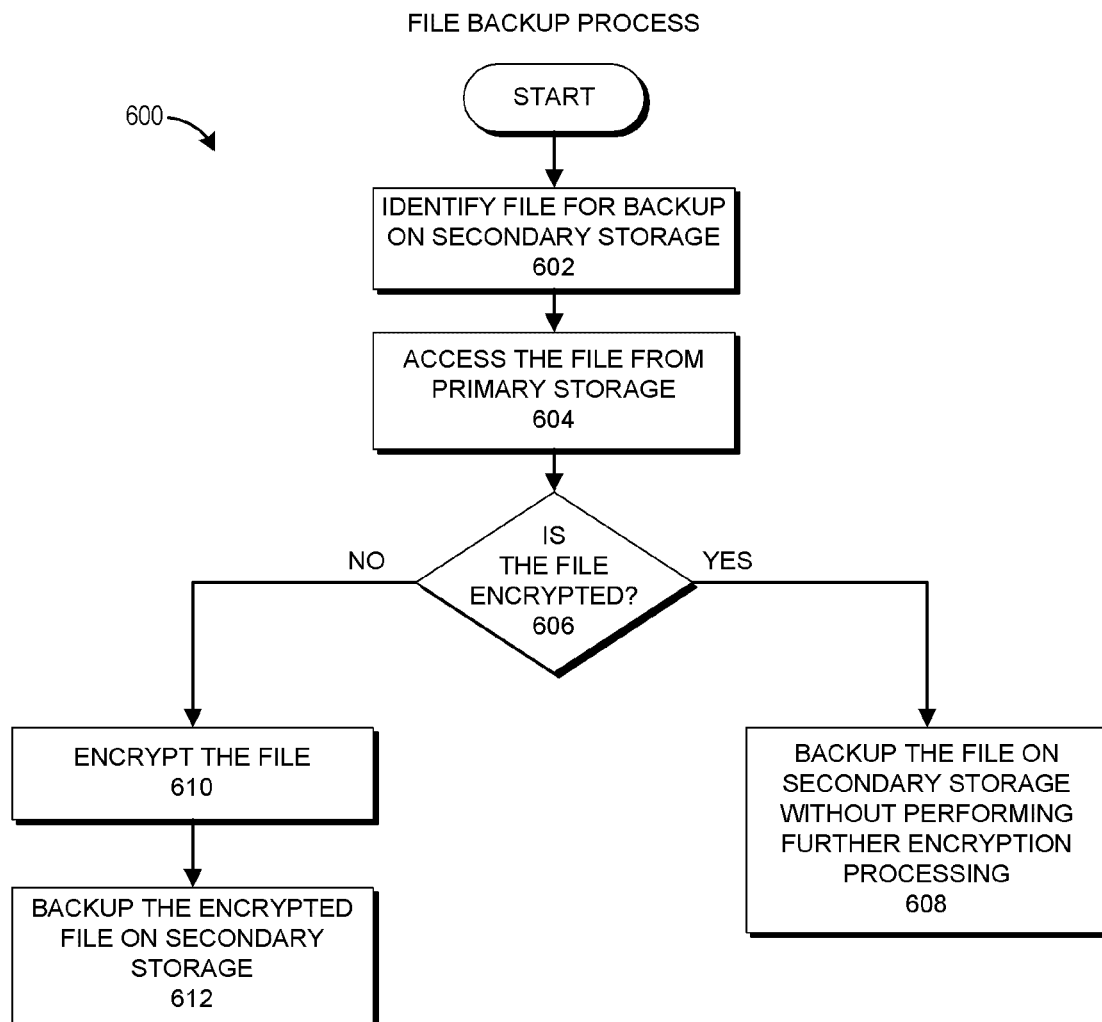 FILE BACKUP PROCESS
START
600
IDENTIFY FILE FOR BACKUP
ON SECONDARY STORAGE
602
ACCESS THE FILE FROM
PRIMARY STORAGE
604
IS
THE FILE
ENCRYPTED?
606
NO
YES
ENCRYPT THE FILE
610
BACKUP THE ENCRYPTED
FILE ON SECONDARY
STORAGE
612
BACKUP THE FILE ON
SECONDARY STORAGE
WITHOUT PERFORMING
FURTHER ENCRYPTION
PROCESSING
608